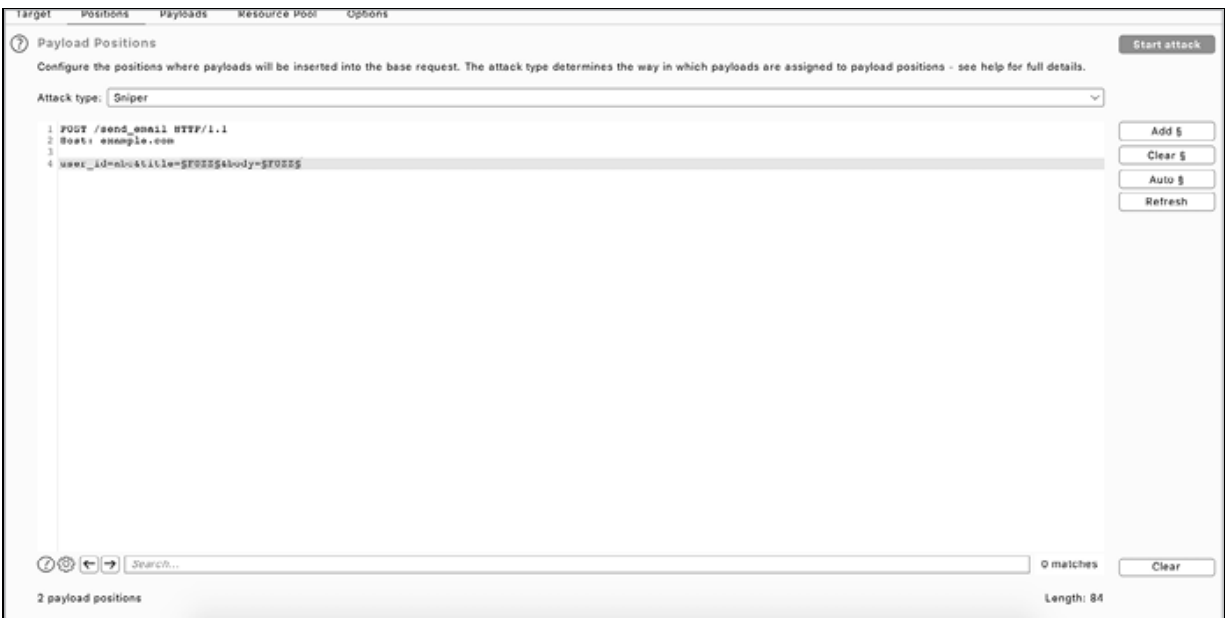 Target Positions Payloads Resource Pool Options
? Payload Positions Start attack
Configure the positions where payloads will be inserted into the base request. The attack type determines the way in which payloads are assigned to payload positions - see help for full details.
Attack type: Sniper
1 POST /send_email HTTP/1.1 Add §
2 Host: example.com
3 Clear §
4 user_id=abc&title=§FUZZ§&body=§FUZZ§
Auto §
Refresh
? Search... 0 matches Clear
2 payload positions Length: 84